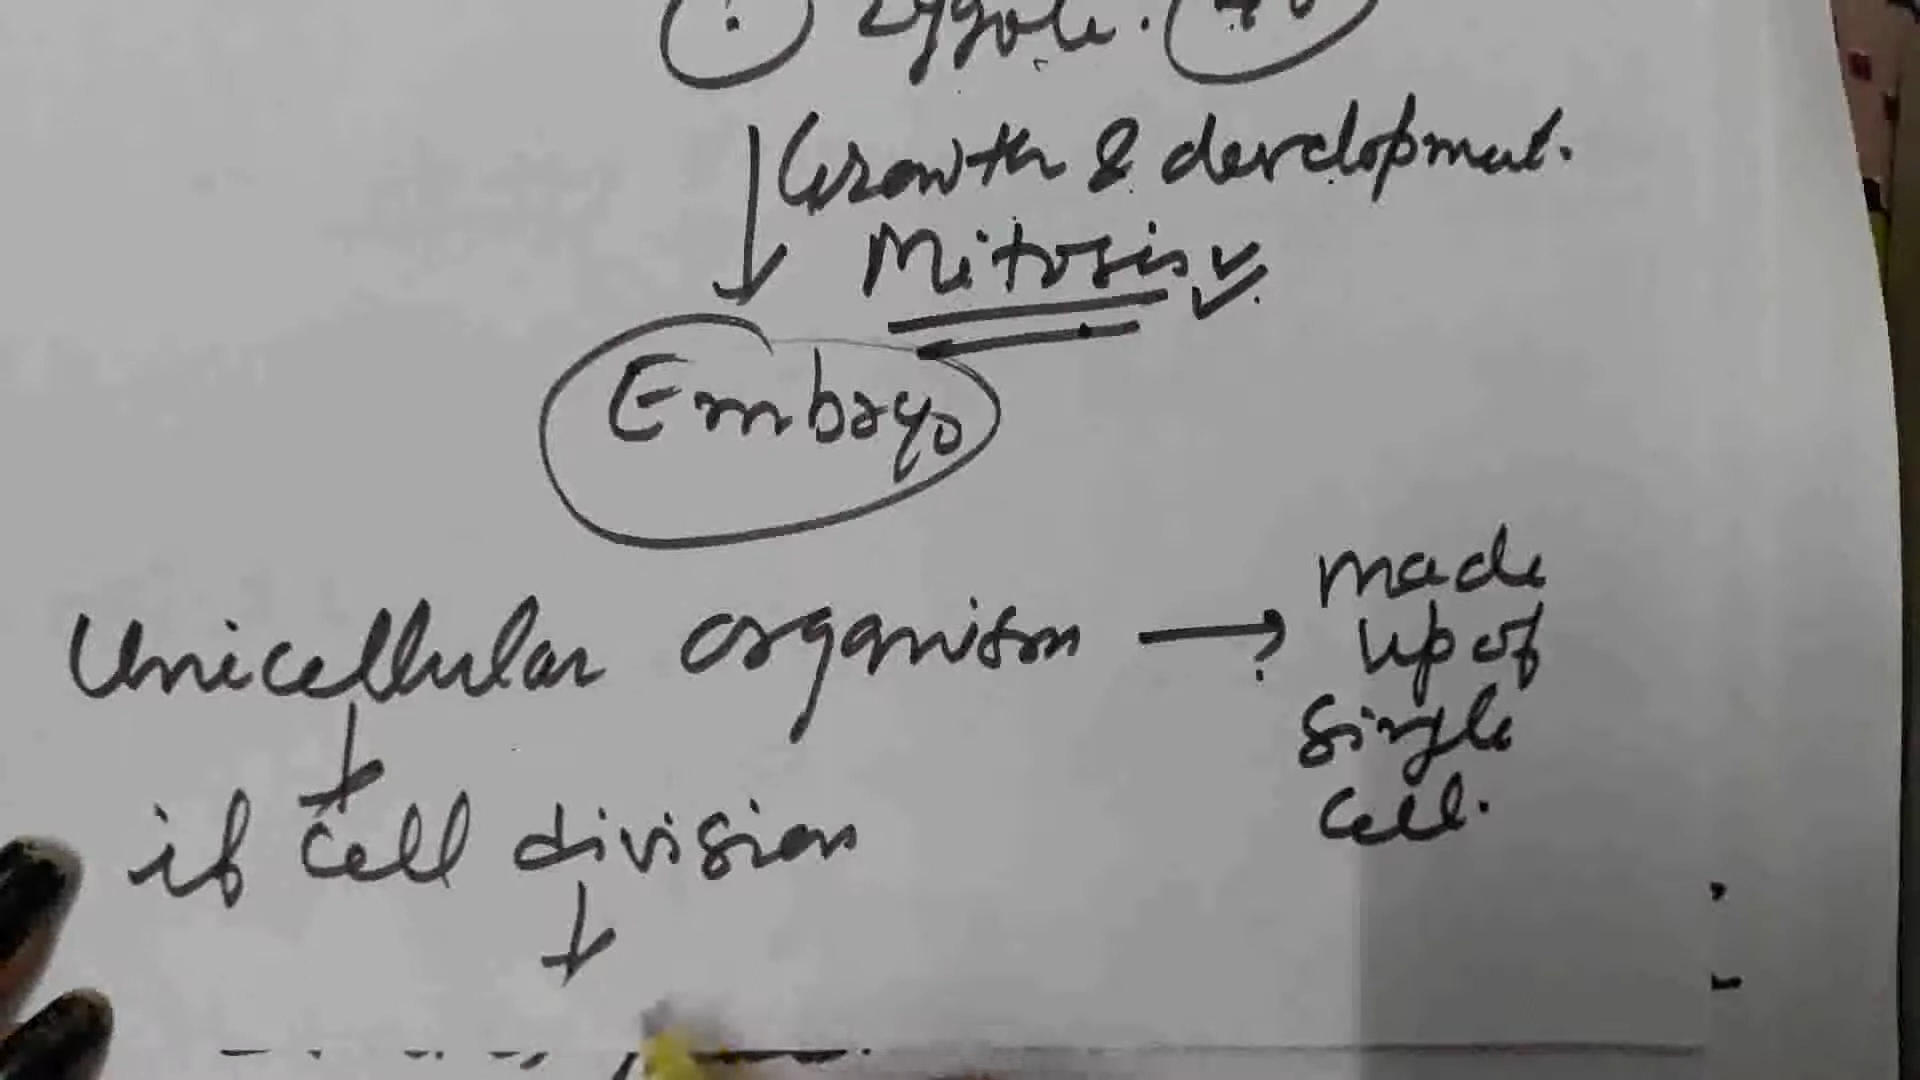 Zygote.
Growth & development.
Mitosis
Embryo
Unicellular organism → made
up of
single
cell.
if cell division